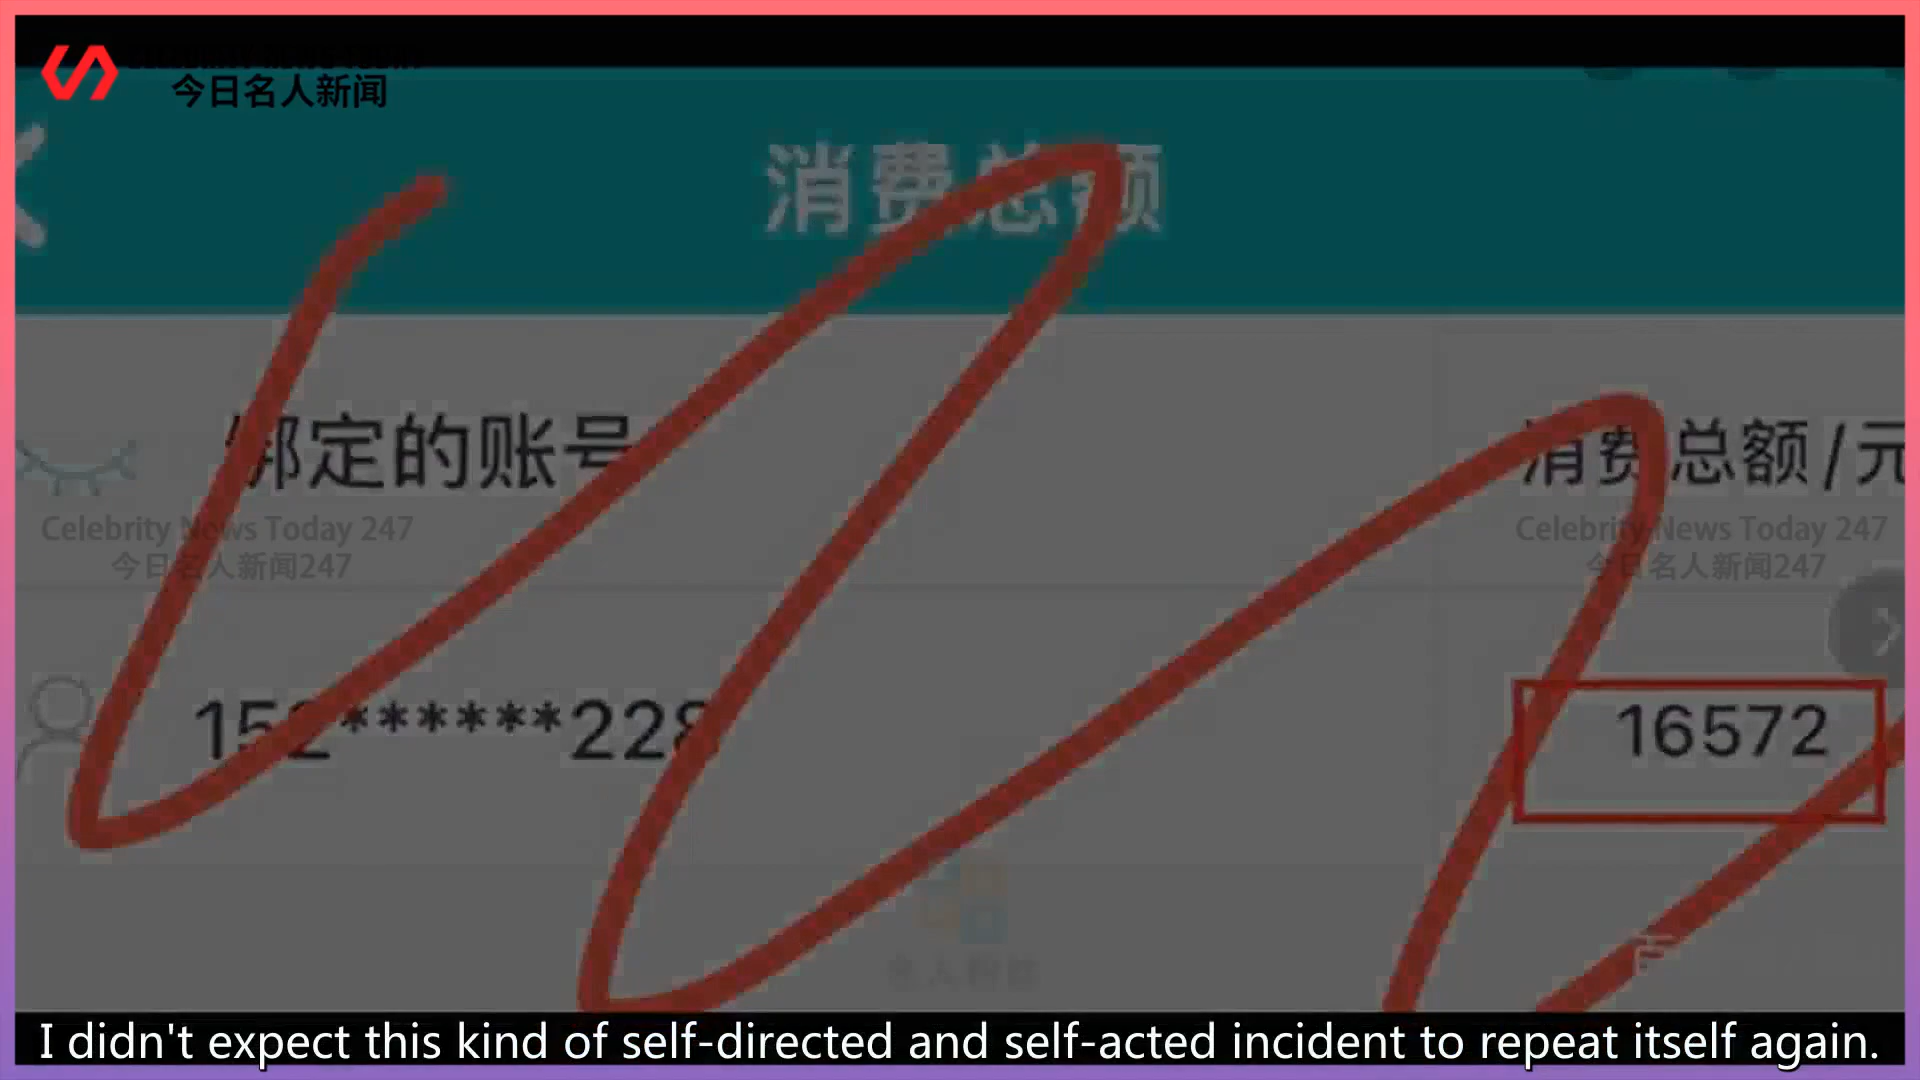 今日名人新闻
消费总额
绑定的账号
消费总额/元
Celebrity News Today 247
今日名人新闻247
Celebrity News Today 247
今日名人新闻247
152******228
16572
I didn't expect this kind of self-directed and self-acted incident to repeat itself again.